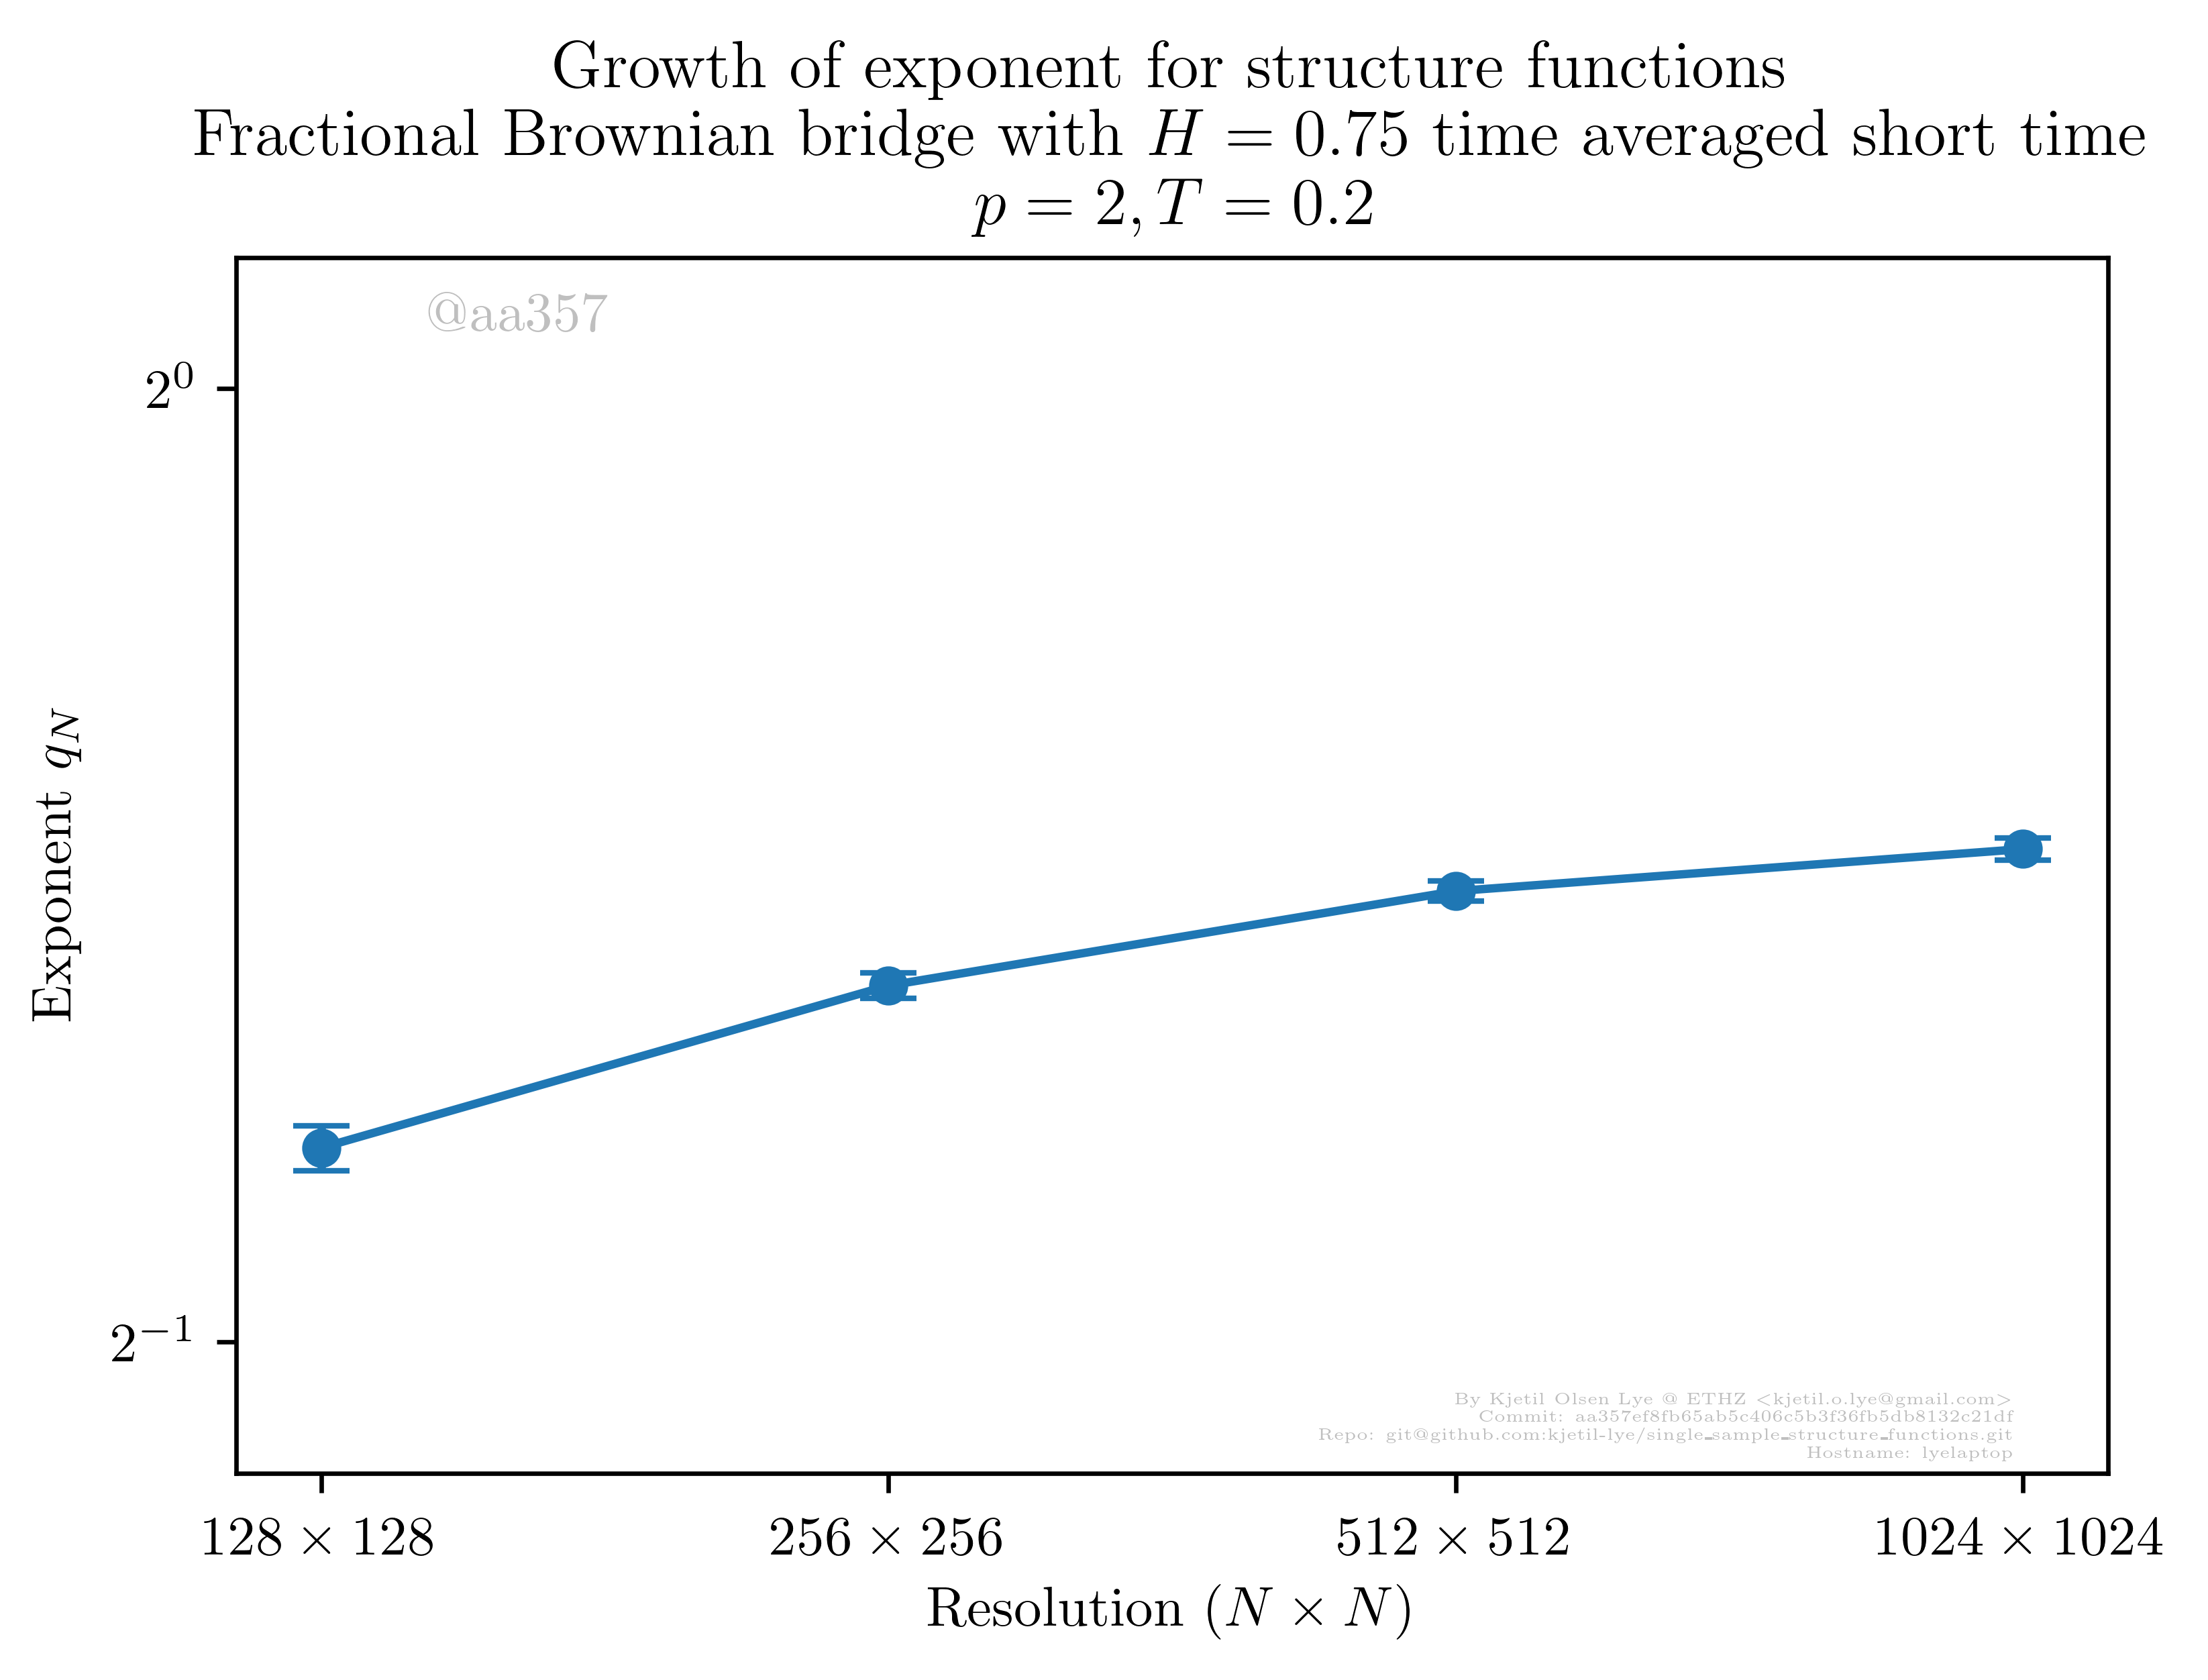 Growth of exponent for structure functions
Fractional Brownian bridge with H = 0.75 time averaged short time
p = 2, T = 0.2
@aa357
2⁰
2⁻¹
Exponent q_N
By Kjetil Olsen Lye @ ETHZ <kjetil.o.lye@gmail.com>
Commit: aa357ef8fb65ab5c406c5b3f36fb5db8132c21df
Repo: git@github.com:kjetil-lye/single_sample_structure_functions.git
Hostname: lyelaptop
128 × 128
256 × 256
512 × 512
1024 × 1024
Resolution (N × N)